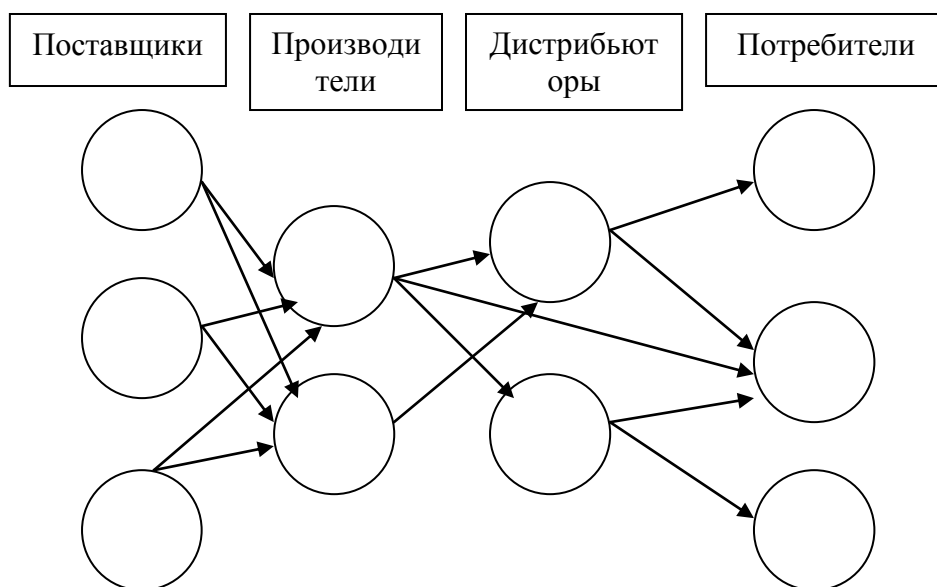 Поставщики
Производи
тели
Дистрибьют
оры
Потребители